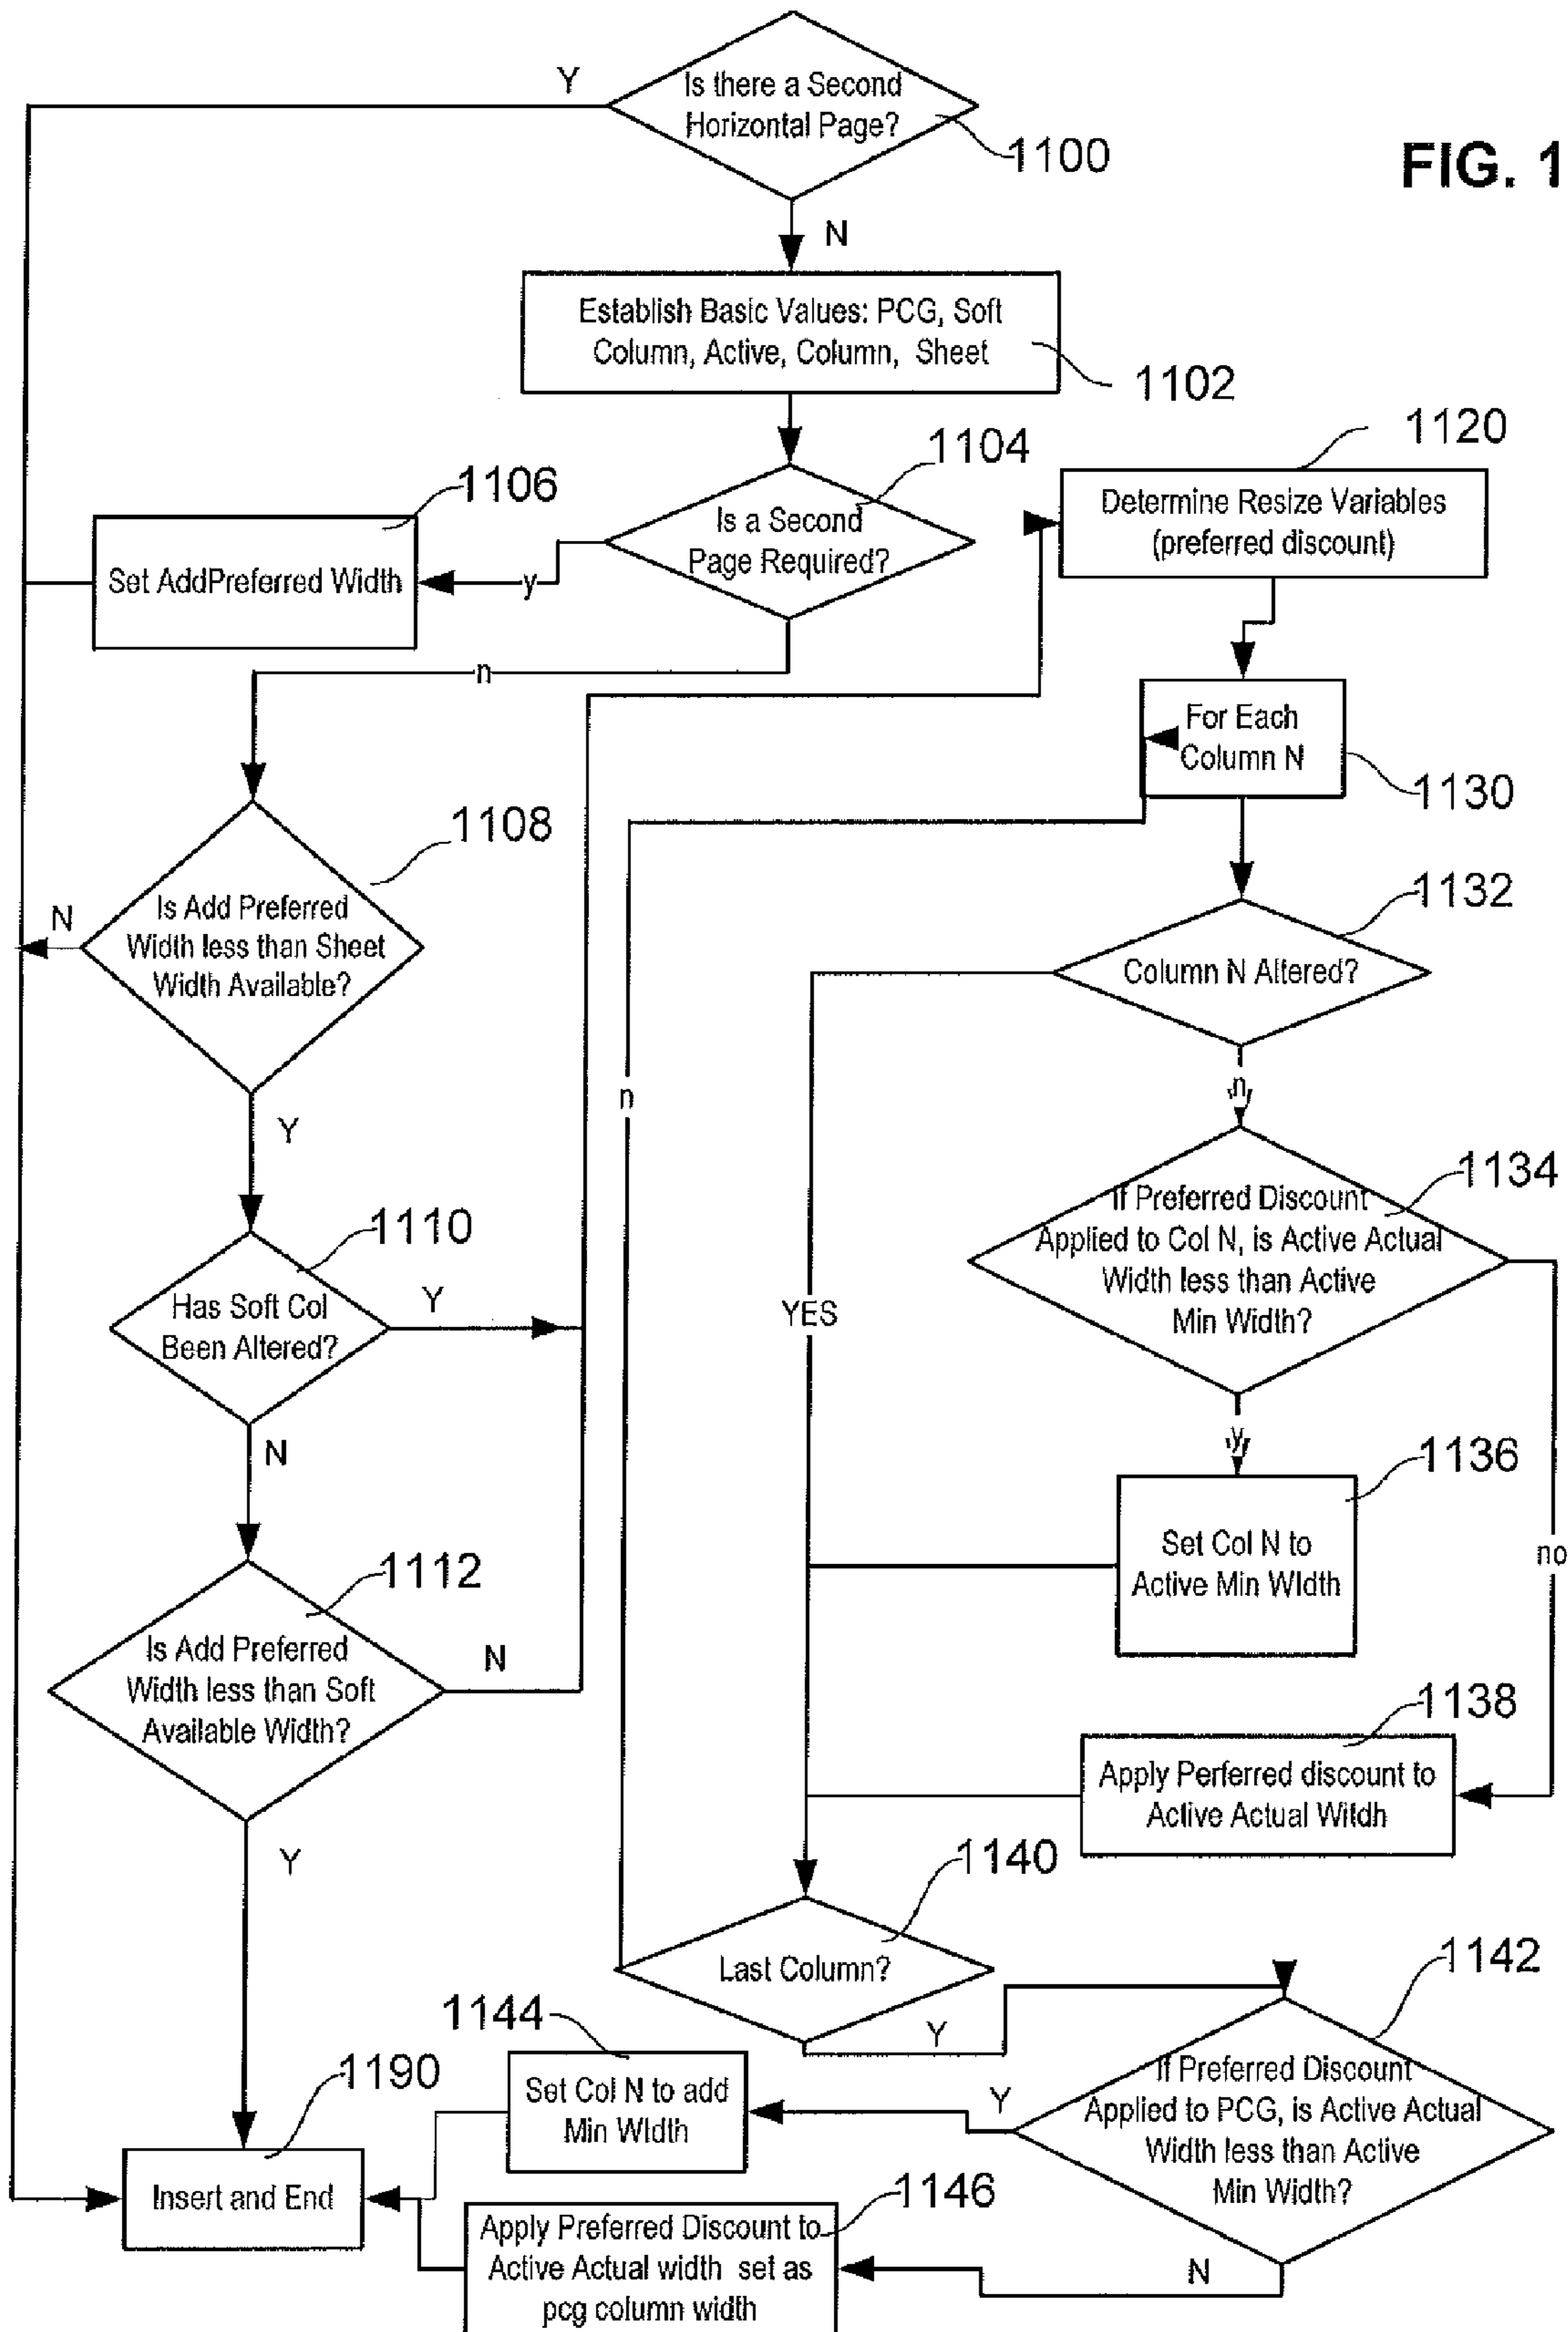 Y
Is there a Second
Horizontal Page?
1100
FIG. 1
N
Establish Basic Values: PCG, Soft
Column, Active, Column, Sheet
1102
1104
1120
1106
Is a Second
Page Required?
Determine Resize Variables
(preferred discount)
Set AddPreferred Width
y
n
For Each
Column N
1130
1108
Is Add Preferred
Width less than Sheet
Width Available?
N
1132
Column N Altered?
n
n
Y
1134
If Preferred Discount
Applied to Col N, is Active Actual
Width less than Active
Min Width?
1110
Has Soft Col
Been Altered?
Y
YES
N
y
1136
Set Col N to
Active Min WIdth
no
1112
Is Add Preferred
Width less than Soft
Available Width?
N
1138
Apply Perferred discount to
Active Actual Witdh
Y
1140
Last Column?
1142
Y
If Preferred Discount
Applied to PCG, is Active Actual
Width less than Active
Min Width?
1144
Set Col N to add
Min WIdth
Y
1190
Insert and End
1146
Apply Preferred Discount to
Active Actual width set as
pcg column width
N